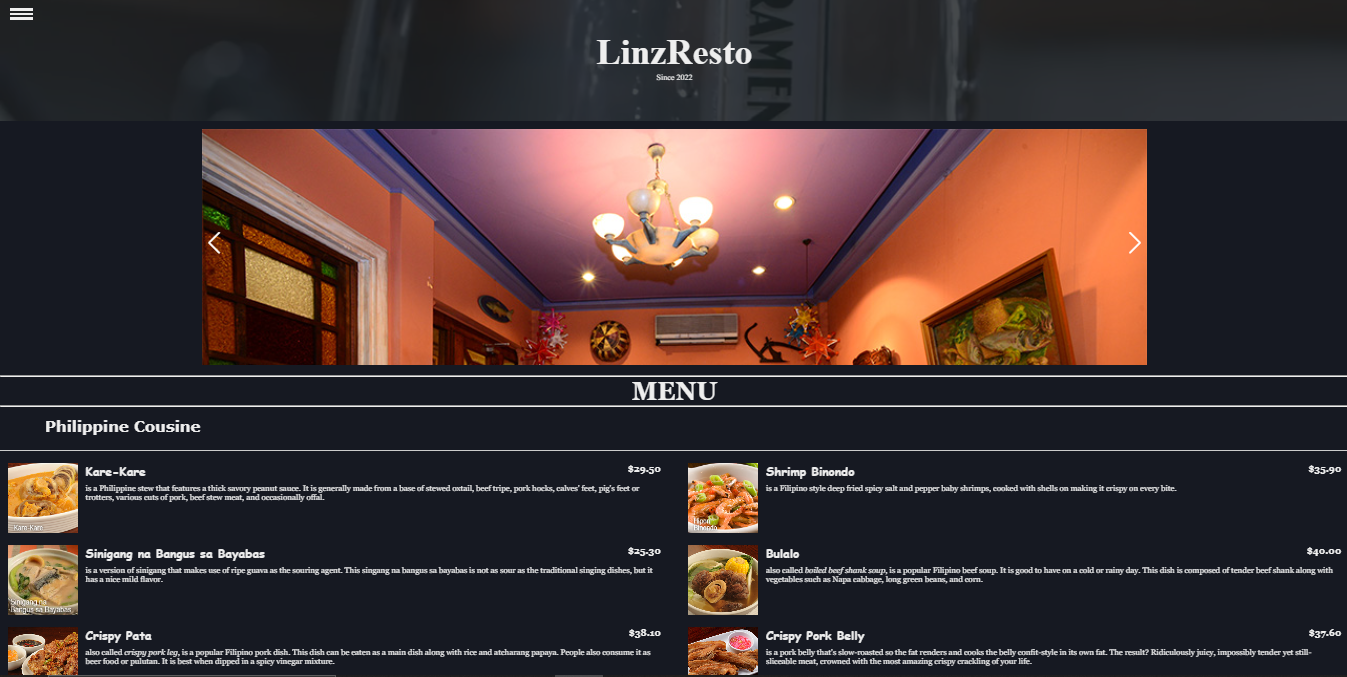 RAMEN
LinzResto
Since 2022
MENU
Philippine Cousine
Kare-Kare
$29.50
is a Philippine stew that features a thick savory peanut sauce. It is generally made from a base of stewed oxtail, beef tripe, pork hocks, calves' feet, pig's feet or
trotters, various cuts of pork, beef stew meat, and occasionally offal.
Kare-Kare
Shrimp Binondo
$35.90
is a Filipino style deep fried spicy salt and pepper baby shrimps, cooked with shells on making it crispy on every bite.
Hipon
Binondo
Sinigang na Bangus sa Bayabas
$25.30
is a version of sinigang that makes use of ripe guava as the souring agent. This singang na bangus sa bayabas is not as sour as the traditional singing dishes, but it
has a nice mild flavor.
Sinigang na
Bangus sa Bayabas
Bulalo
$40.00
also called boiled beef shank soup, is a popular Filipino beef soup. It is good to have on a cold or rainy day. This dish is composed of tender beef shank along with
vegetables such as Napa cabbage, long green beans, and corn.
Crispy Pata
$38.10
also called crispy pork leg, is a popular Filipino pork dish. This dish can be eaten as a main dish along with rice and atcharang papaya. People also consume it as
beer food or pulutan. It is best when dipped in a spicy vinegar mixture.
Crispy Pork Belly
$37.60
is a pork belly that's slow-roasted so the fat renders and cooks the belly confit-style in its own fat. The result? Ridiculously juicy, impossibly tender yet still-
sliceable meat, crowned with the most amazing crispy crackling of your life.